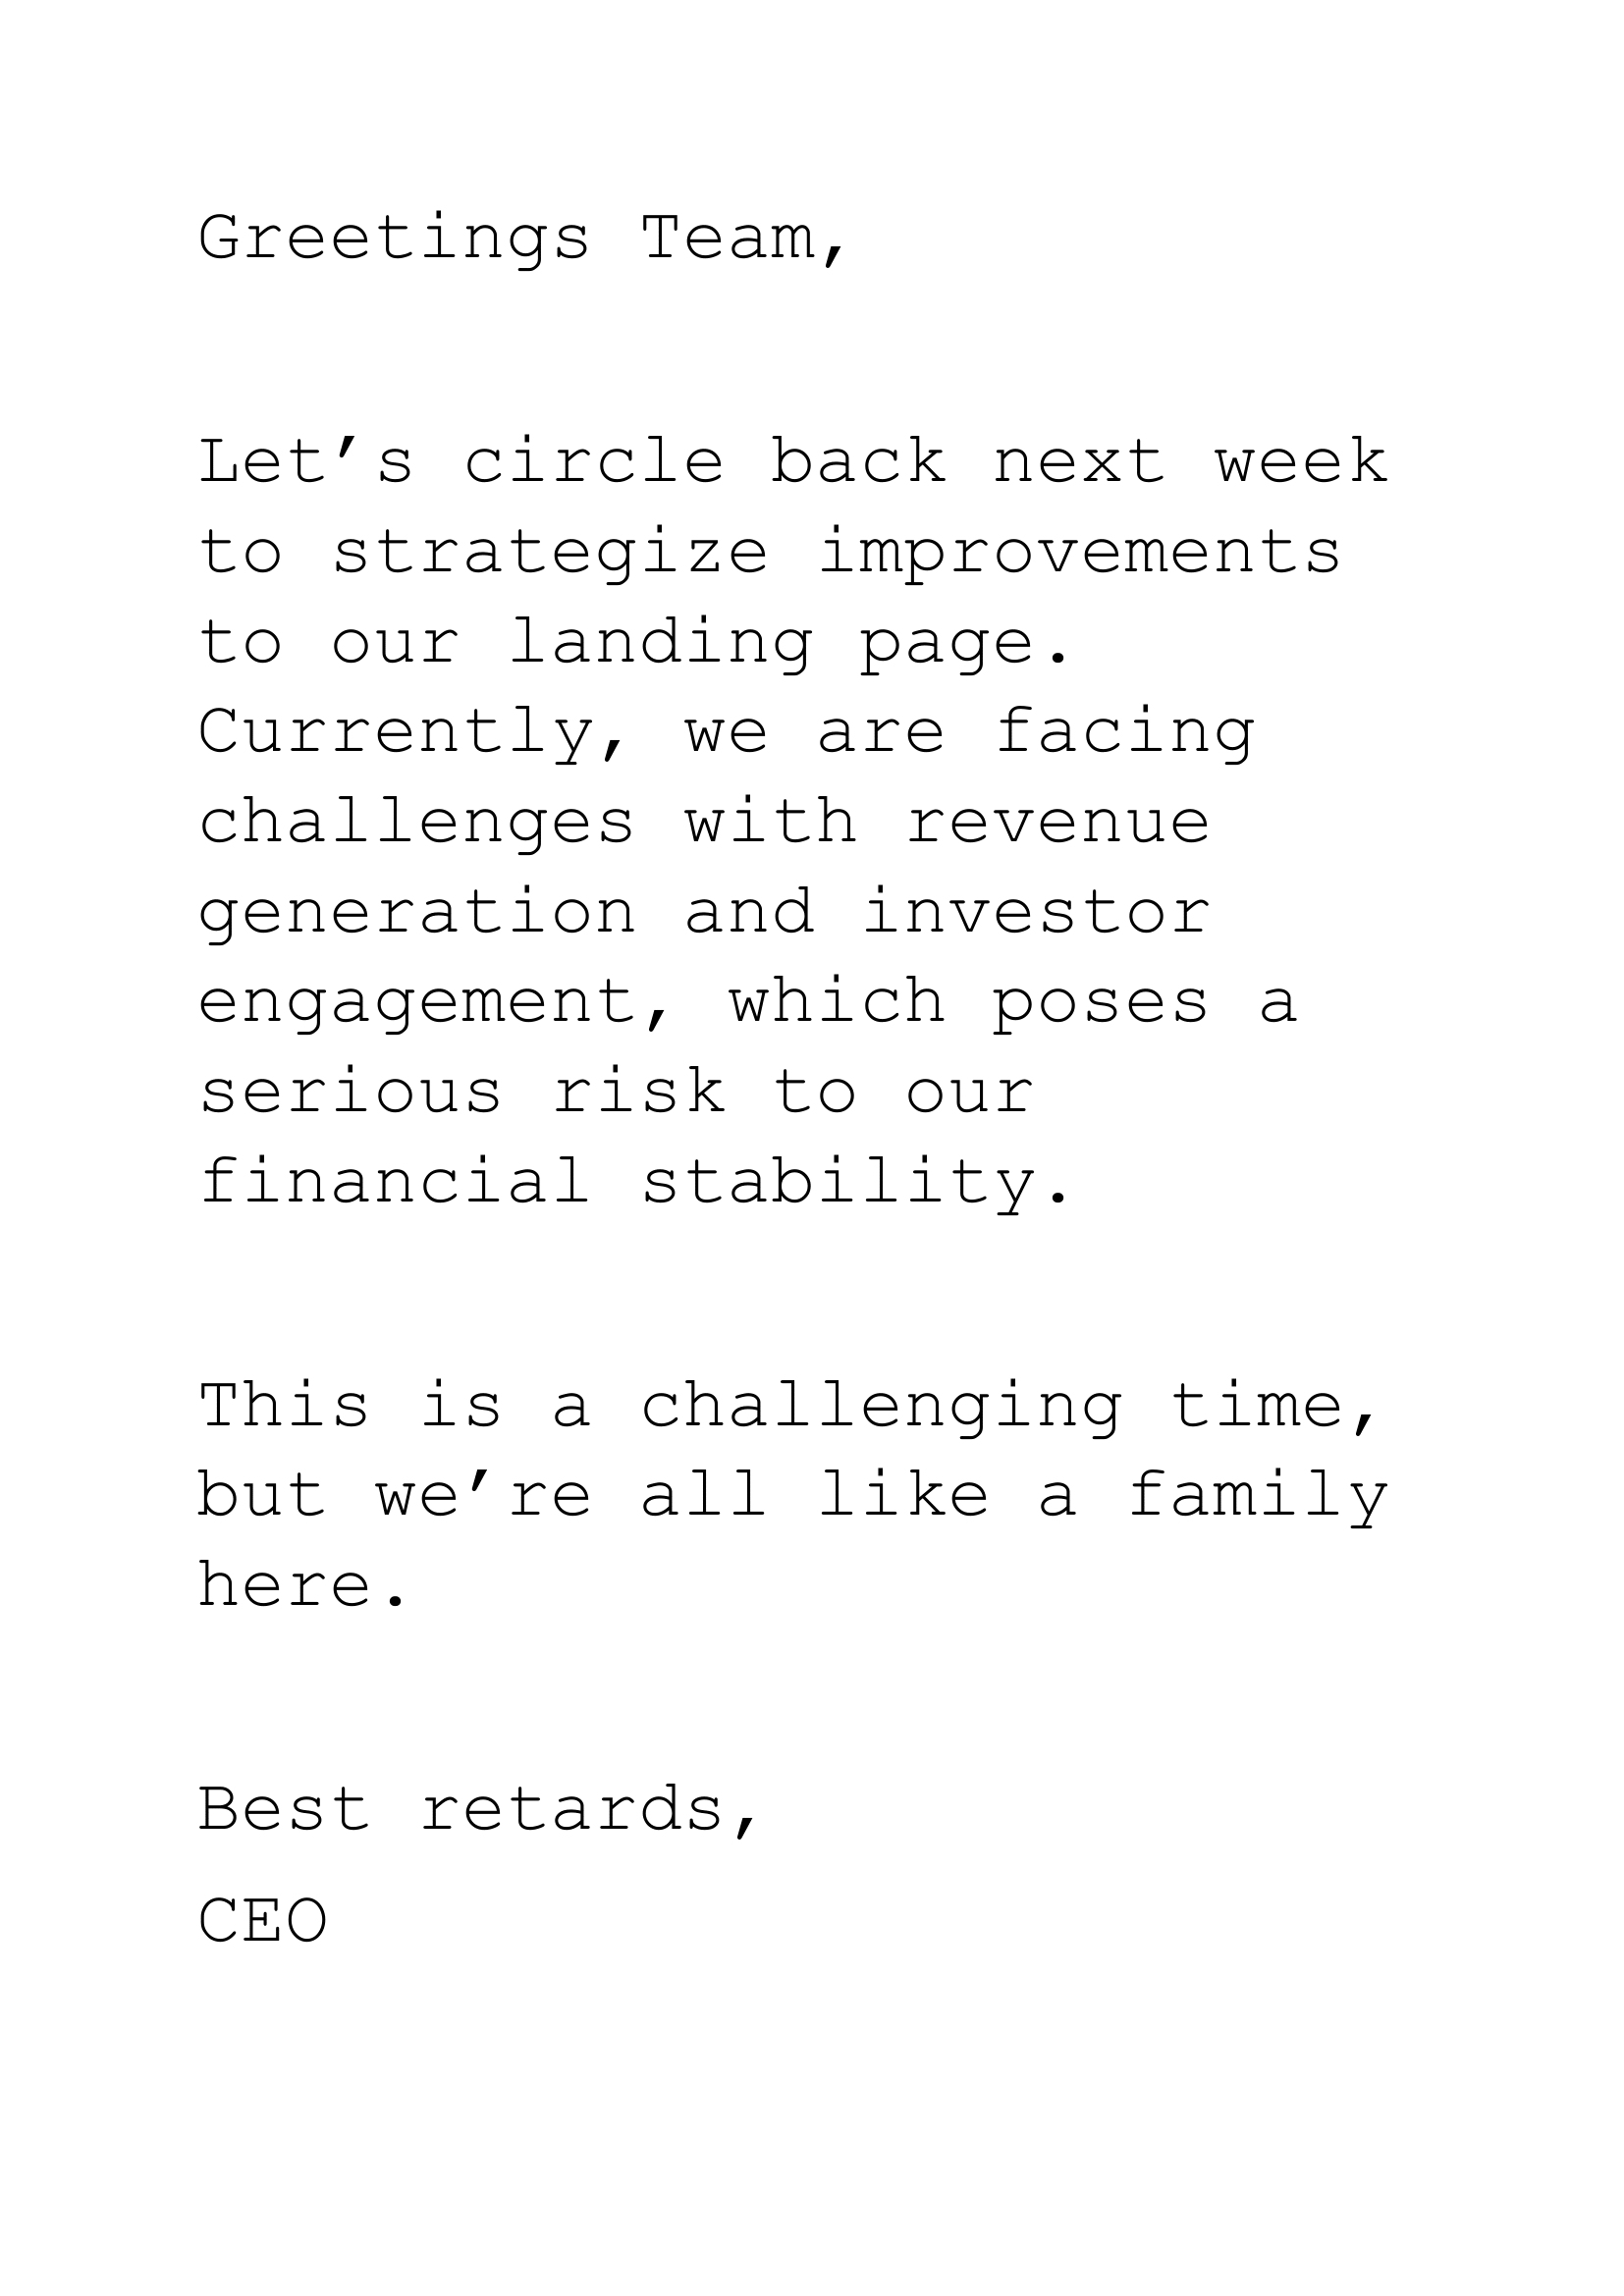 Greetings Team,
Let’s circle back next week
to strategize improvements
to our landing page.
Currently, we are facing
challenges with revenue
generation and investor
engagement, which poses a
serious risk to our
financial stability.
This is a challenging time,
but we’re all like a family
here.
Best retards,
CEO